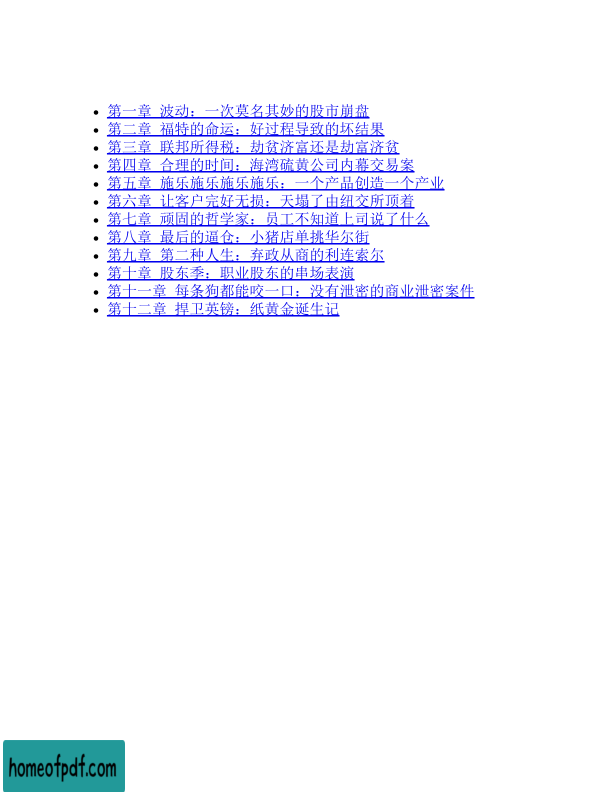 第一章 波动：一次莫名其妙的股市崩盘
第二章 福特的命运：好过程导致的坏结果
第三章 联邦所得税：劫贫济富还是劫富济贫
第四章 合理的时间：海湾硫黄公司内幕交易案
第五章 施乐施乐施乐施乐：一个产品创造一个产业
第六章 让客户完好无损：天塌了由纽交所顶着
第七章 顽固的哲学家：员工不知道上司说了什么
第八章 最后的逼仓：小猪店单挑华尔街
第九章 第二种人生：弃政从商的利连索尔
第十章 股东季：职业股东的串场表演
第十一章 每条狗都能咬一口：没有泄密的商业泄密案件
第十二章 捍卫英镑：纸黄金诞生记
homeofpdf.com